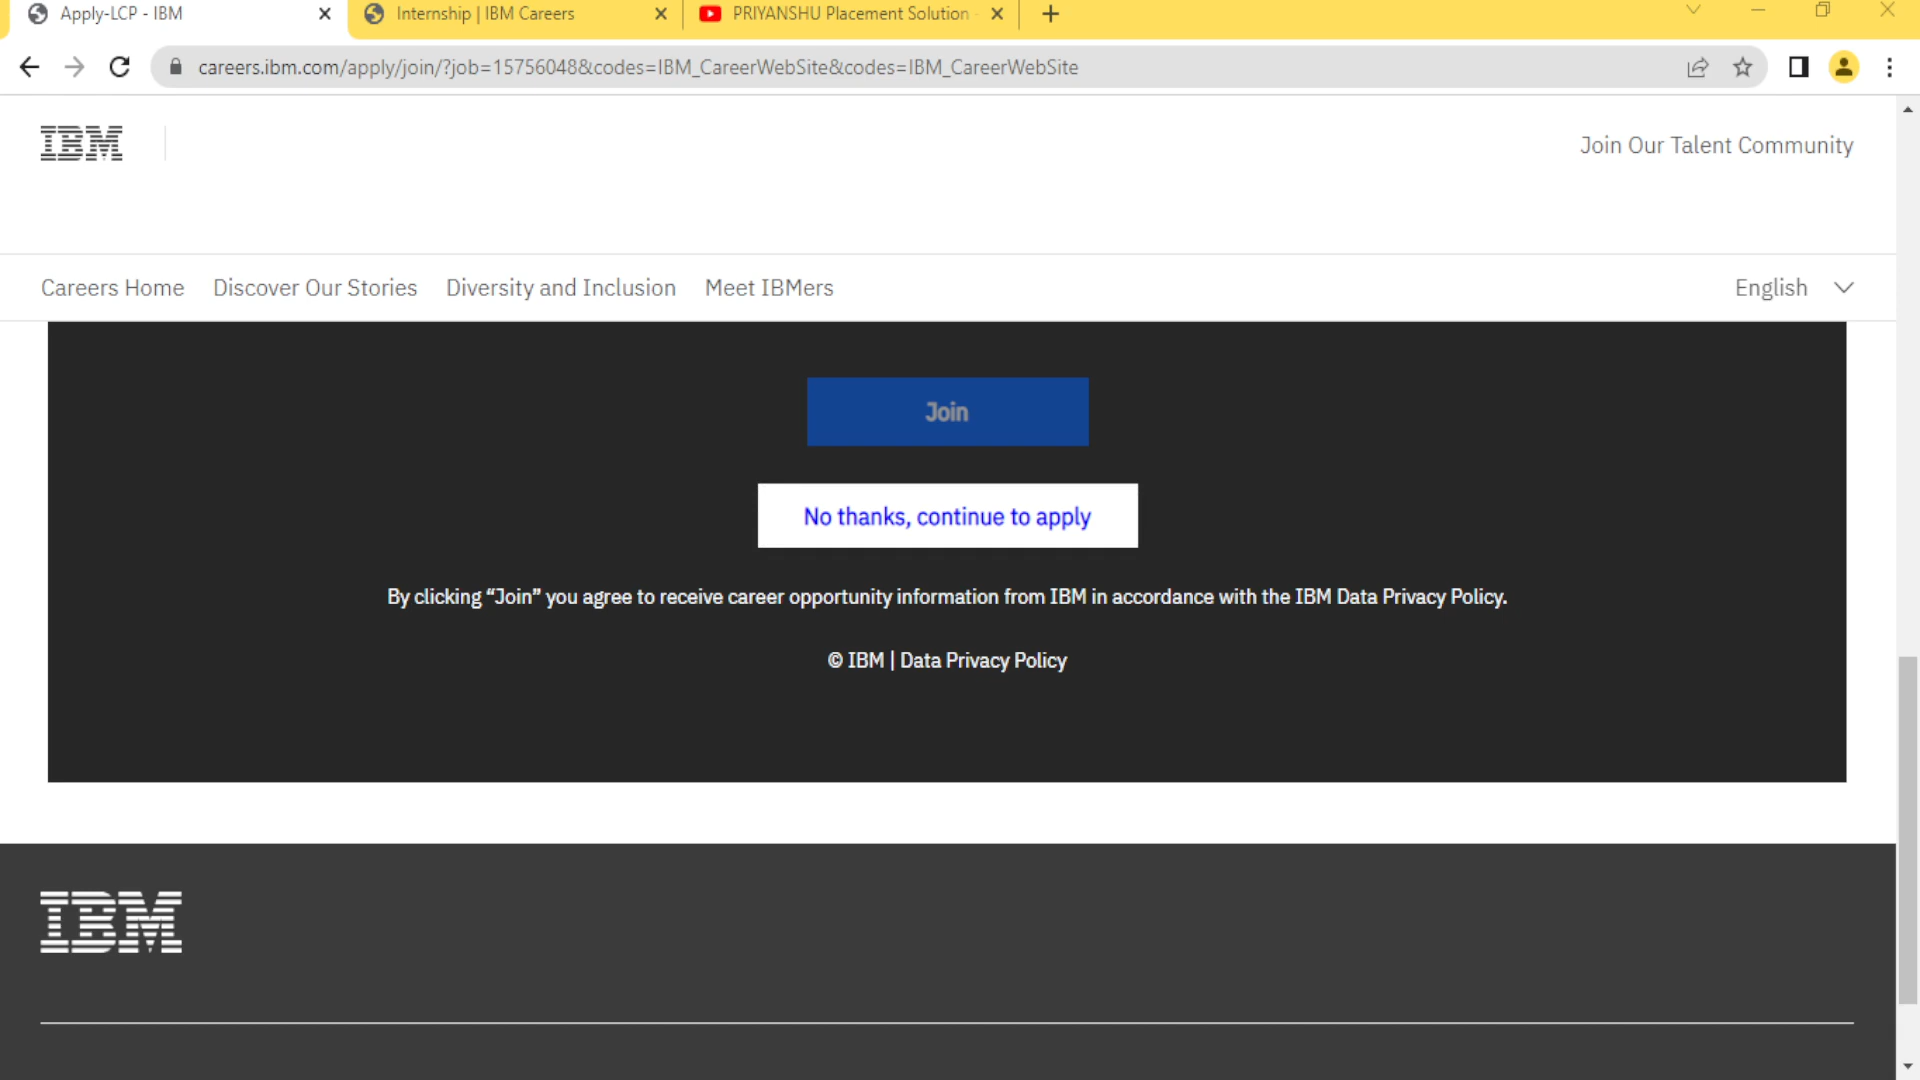 Apply-LCP - IBM
Internship | IBM Careers
PRIYANSHU Placement Solution
careers.ibm.com/apply/join/?job=15756048&codes=IBM_CareerWebSite&codes=IBM_CareerWebSite
IBM
Join Our Talent Community
Careers Home Discover Our Stories Diversity and Inclusion Meet IBMers English
Join
No thanks, continue to apply
By clicking “Join” you agree to receive career opportunity information from IBM in accordance with the IBM Data Privacy Policy.
© IBM | Data Privacy Policy
IBM